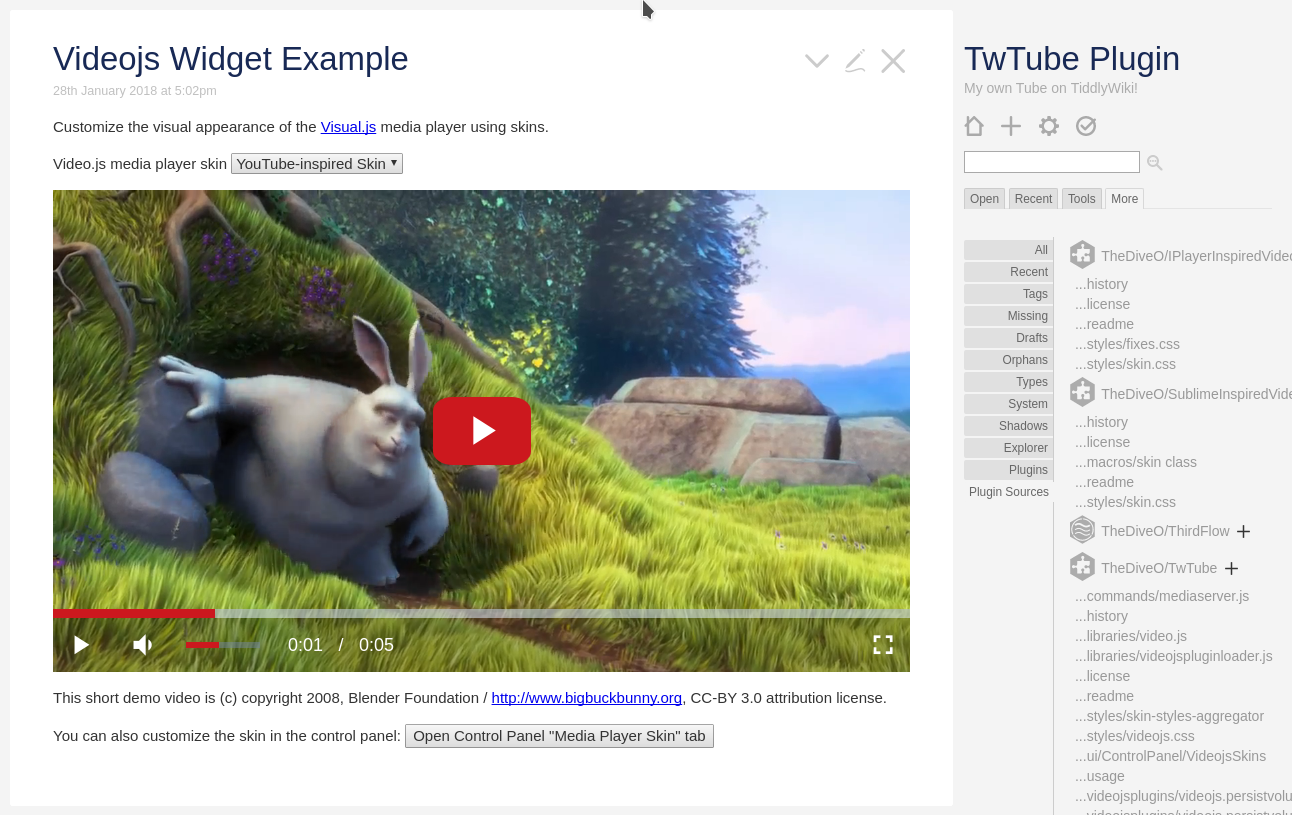 Videojs Widget Example
28th January 2018 at 5:02pm
Customize the visual appearance of the Visual.js media player using skins.
Video.js media player skin YouTube-inspired Skin ▾
0:01 / 0:05
This short demo video is (c) copyright 2008, Blender Foundation / http://www.bigbuckbunny.org, CC-BY 3.0 attribution license.
You can also customize the skin in the control panel: Open Control Panel "Media Player Skin" tab
TwTube Plugin
My own Tube on TiddlyWiki!
Open Recent Tools More
All
Recent
Tags
Missing
Drafts
Orphans
Types
System
Shadows
Explorer
Plugins
Plugin Sources
TheDiveO/IPlayerInspiredVideo
...history
...license
...readme
...styles/fixes.css
...styles/skin.css
TheDiveO/SublimeInspiredVide
...history
...license
...macros/skin class
...readme
...styles/skin.css
TheDiveO/ThirdFlow
TheDiveO/TwTube
...commands/mediaserver.js
...history
...libraries/video.js
...libraries/videojspluginloader.js
...license
...readme
...styles/skin-styles-aggregator
...styles/videojs.css
...ui/ControlPanel/VideojsSkins
...usage
...videojsplugins/videojs.persistvolu